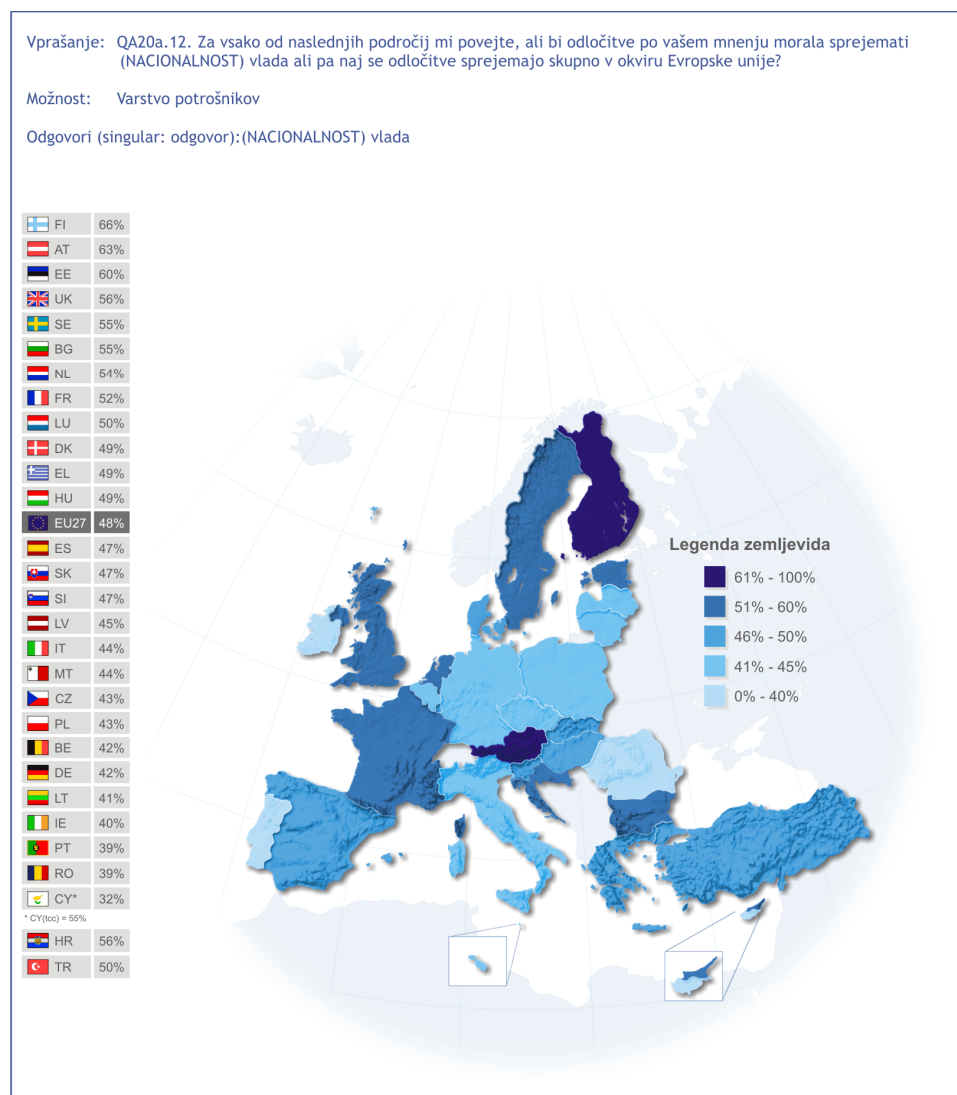 Vprašanje: QA20a.12. Za vsako od naslednjih področij mi povejte, ali bi odločitve po vašem mnenju morala sprejemati
(NACIONALNOST) vlada ali pa naj se odločitve sprejemajo skupno v okviru Evropske unije?
Možnost: Varstvo potrošnikov
Odgovori (singular: odgovor):(NACIONALNOST) vlada
FI 66%
AT 63%
EE 60%
UK 56%
SE 55%
BG 55%
NL 54%
FR 52%
LU 50%
DK 49%
EL 49%
HU 49%
EU27 48%
ES 47%
SK 47%
SI 47%
LV 45%
IT 44%
MT 44%
CZ 43%
PL 43%
BE 42%
DE 42%
LT 41%
IE 40%
PT 39%
RO 39%
CY* 32%
* CY(tcc) = 55%
HR 56%
TR 50%
Legenda zemljevida
61% - 100%
51% - 60%
46% - 50%
41% - 45%
0% - 40%